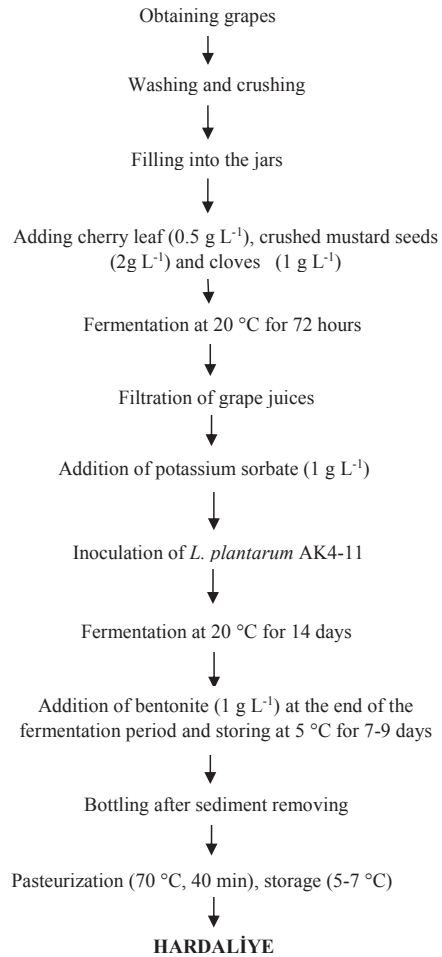 Obtaining grapes
Washing and crushing
Filling into the jars
Adding cherry leaf (0.5 g L⁻¹), crushed mustard seeds
(2g L⁻¹) and cloves (1 g L⁻¹)
Fermentation at 20 °C for 72 hours
Filtration of grape juices
Addition of potassium sorbate (1 g L⁻¹)
Inoculation of L. plantarum AK4-11
Fermentation at 20 °C for 14 days
Addition of bentonite (1 g L⁻¹) at the end of the
fermentation period and storing at 5 °C for 7-9 days
Bottling after sediment removing
Pasteurization (70 °C, 40 min), storage (5-7 °C)
HARDALİYE